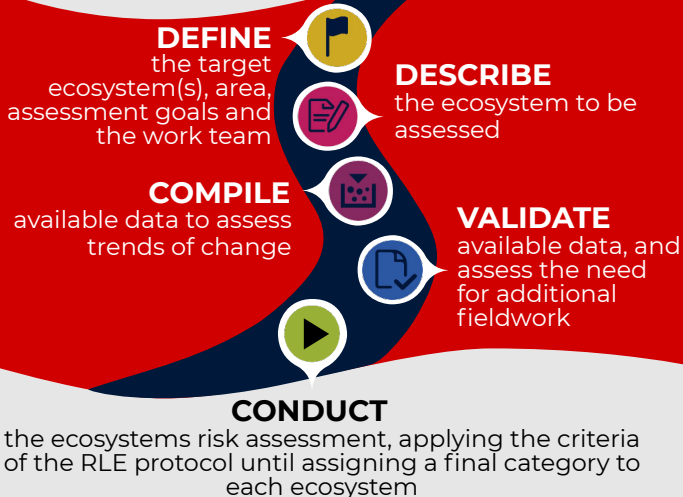 DEFINE
the target
ecosystem(s), area,
assessment goals and
the work team
DESCRIBE
the ecosystem to be
assessed
COMPILE
available data to assess
trends of change
VALIDATE
available data, and
assess the need
for additional
fieldwork
CONDUCT
the ecosystems risk assessment, applying the criteria
of the RLE protocol until assigning a final category to
each ecosystem